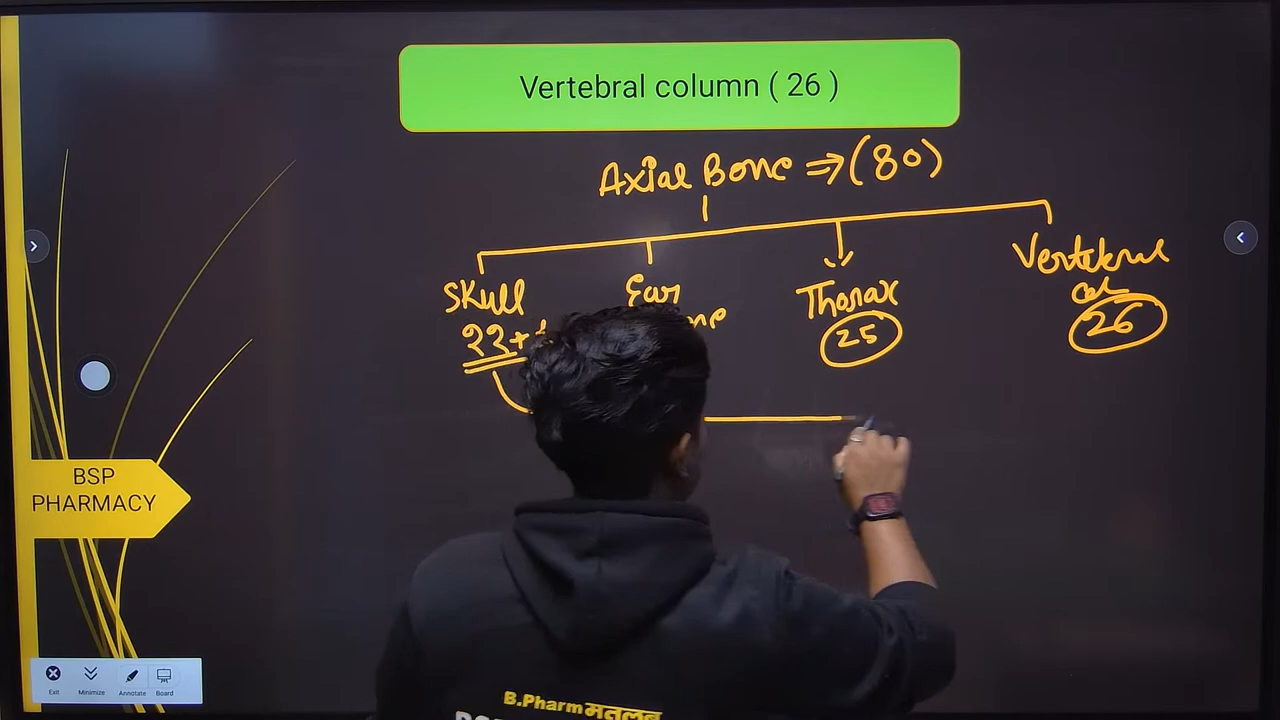 Vertebral column ( 26 )
Axial Bone ⇒ (80)
Skull
22+
Ear
Thorax
25
Vertebral
col
26
BSP
PHARMACY
Exit
Minimize
Annotate
Board
B.Pharm मतलब